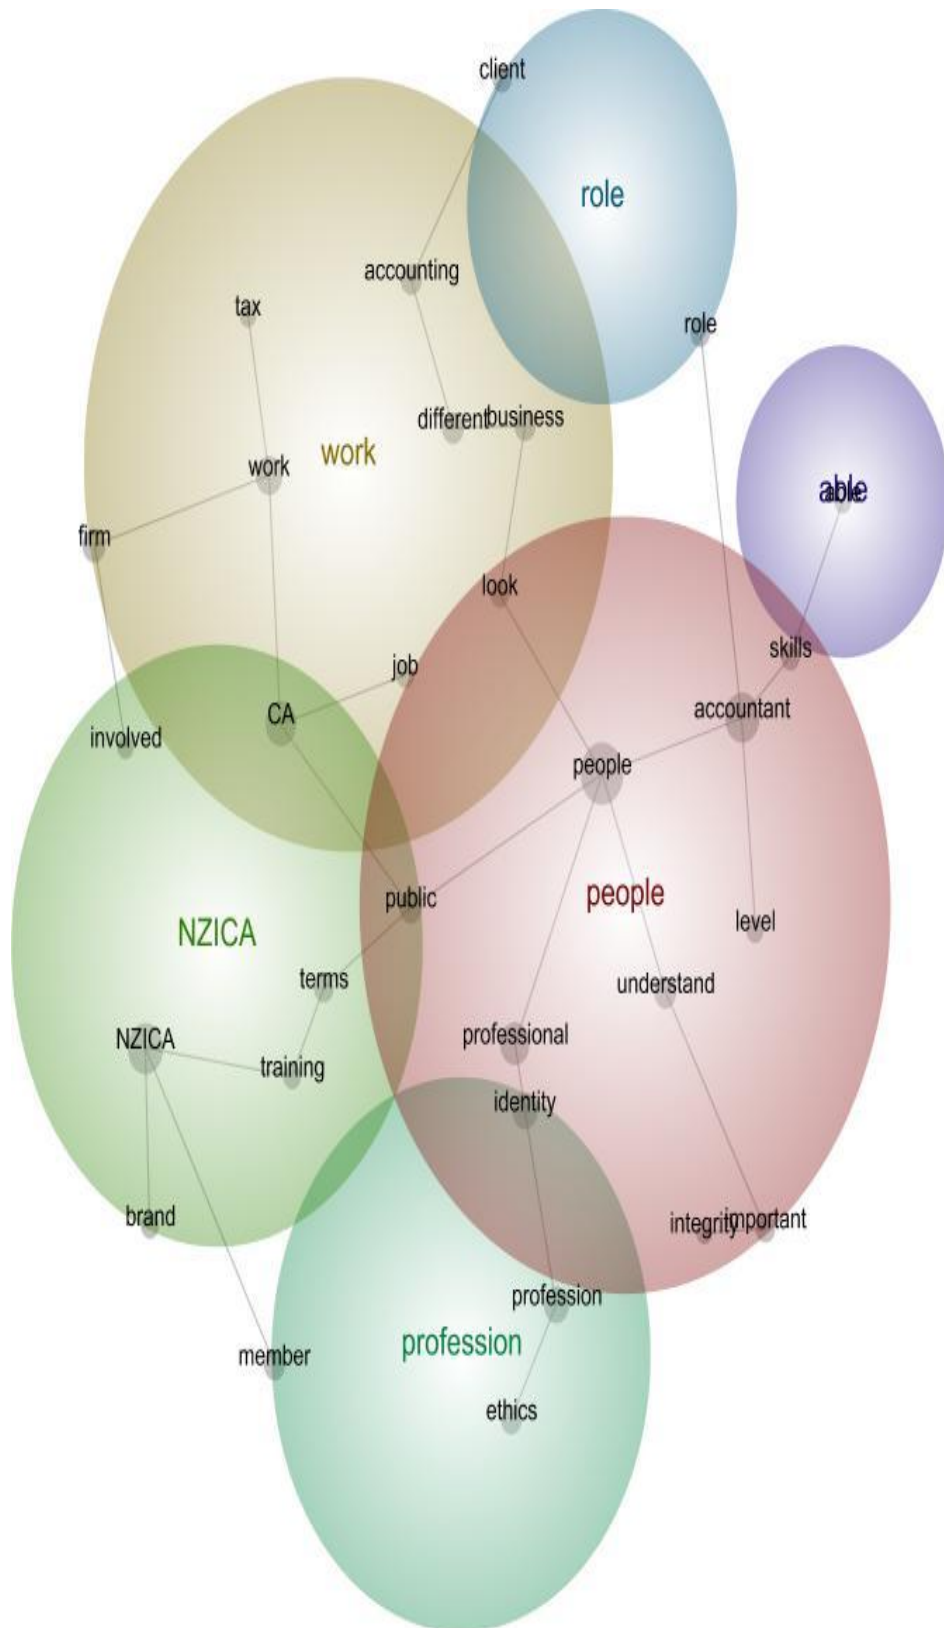 client
role
accounting
tax
role
different
business
work
work
able
able
firm
look
skills
job
accountant
CA
involved
people
people
public
level
NZICA
terms
understand
professional
NZICA
training
identity
brand
integrity
important
profession
profession
member
ethics